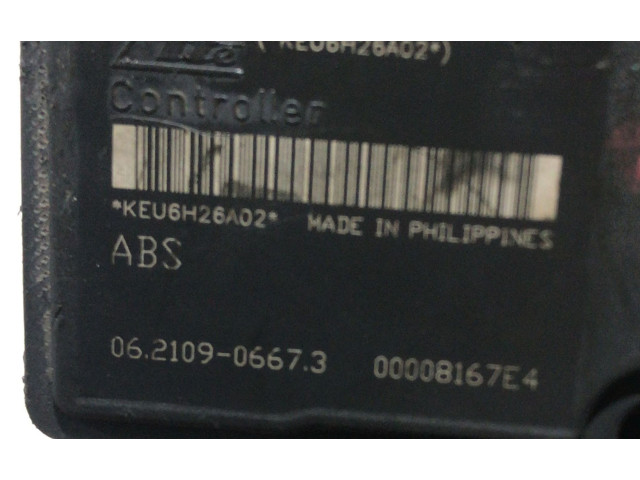 (*KEU6H26A02*)
Controller
*KEU6H26A02* MADE IN PHILIPPINES
ABS
06.2109-0667.3 00008167E4